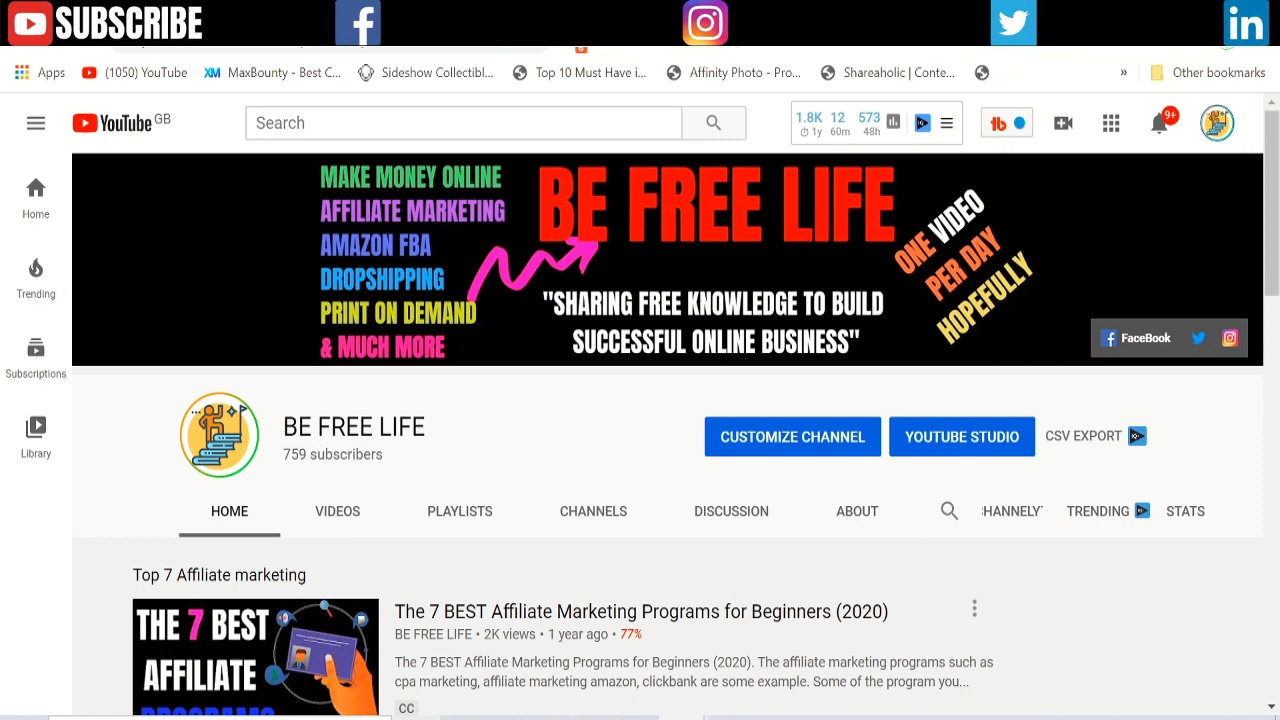 SUBSCRIBE
Apps
(1050) YouTube
MaxBounty - Best C...
Sideshow Collectibl...
Top 10 Must Have i...
Affinity Photo - Pro...
Shareaholic | Conte...
»
Other bookmarks
YouTube GB
Search
1.8K 12 573
1y 60m 48h
9+
MAKE MONEY ONLINE
AFFILIATE MARKETING
AMAZON FBA
DROPSHIPPING
PRINT ON DEMAND
& MUCH MORE
BE FREE LIFE
"SHARING FREE KNOWLEDGE TO BUILD
SUCCESSFUL ONLINE BUSINESS"
ONE VIDEO
PER DAY
HOPEFULLY
FaceBook
Home
Trending
Subscriptions
Library
BE FREE LIFE
759 subscribers
CUSTOMIZE CHANNEL
YOUTUBE STUDIO
CSV EXPORT
HOME
VIDEOS
PLAYLISTS
CHANNELS
DISCUSSION
ABOUT
TRENDING
STATS
Top 7 Affiliate marketing
THE 7 BEST
AFFILIATE
PROGRAMS
The 7 BEST Affiliate Marketing Programs for Beginners (2020)
BE FREE LIFE • 2K views • 1 year ago • 77%
The 7 BEST Affiliate Marketing Programs for Beginners (2020). The affiliate marketing programs such as
cpa marketing, affiliate marketing amazon, clickbank are some example. Some of the program you...
CC